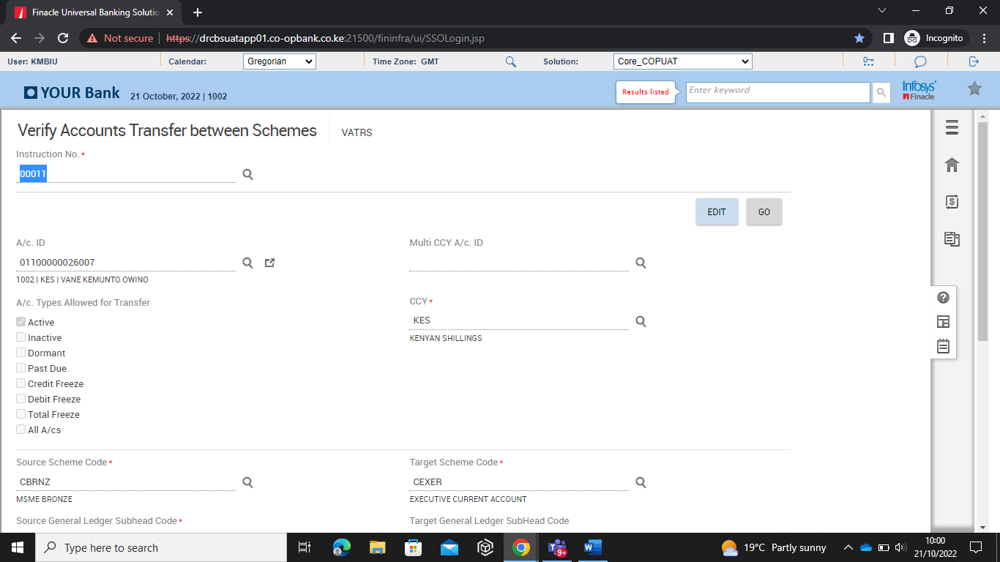 Finacle Universal Banking Solutio
Not secure https://drcbsuatapp01.co-opbank.co.ke:21500/fininfra/ui/SSOLogin.jsp Incognito
User: KMBIU Calendar: Gregorian Time Zone: GMT Solution: Core_COPUAT
YOUR Bank 21 October, 2022 | 1002 Results listed Enter keyword Infosys Finacle
Verify Accounts Transfer between Schemes VATRS
Instruction No. *
00011
EDIT GO
A/c. ID Multi CCY A/c. ID
01100000026007
1002 | KES | VANE KEMUNTO OWINO
A/c. Types Allowed for Transfer CCY *
Active KES
Inactive KENYAN SHILLINGS
Dormant
Past Due
Credit Freeze
Debit Freeze
Total Freeze
All A/cs
Source Scheme Code * Target Scheme Code *
CBRNZ CEXER
MSME BRONZE EXECUTIVE CURRENT ACCOUNT
Source General Ledger Subhead Code * Target General Ledger SubHead Code
Type here to search 9+ 19°C Partly sunny 10:00
21/10/2022